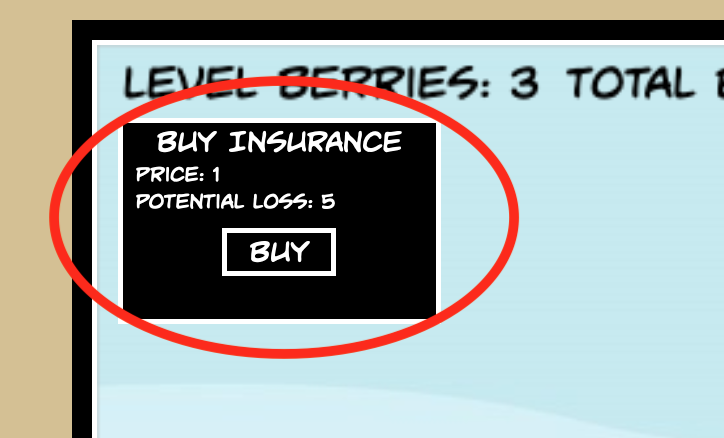 LEVEL BERRIES: 3 TOTAL
BUY INSURANCE
PRICE: 1
POTENTIAL LOSS: 5
BUY